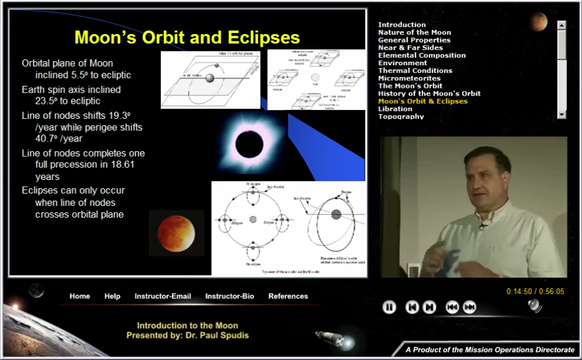 Moon's Orbit and Eclipses
Orbital plane of Moon
inclined 5.5º to ecliptic
Earth spin axis inclined
23.5º to ecliptic
Line of nodes shifts 19.3º
/year while perigee shifts
40.7º /year
Line of nodes completes one
full precession in 18.61
years
Eclipses can only occur
when line of nodes
crosses orbital plane
Introduction
Nature of the Moon
General Properties
Near & Far Sides
Elemental Composition
Environment
Thermal Conditions
Micrometeorites
The Moon's Orbit
History of the Moon's Orbit
Moon's Orbit & Eclipses
Libration
Topography
0:14:50 / 0:56:05
Home
Help
Instructor-Email
Instructor-Bio
References
Introduction to the Moon
Presented by: Dr. Paul Spudis
A Product of the Mission Operations Directorate